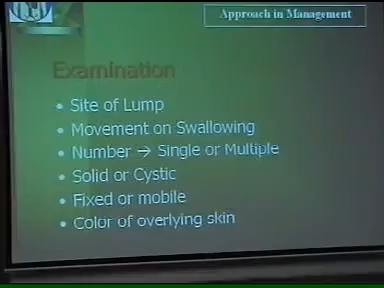 Approach in Management
Examination
• Site of Lump
• Movement on Swallowing
• Number → Single or Multiple
• Solid or Cystic
• Fixed or mobile
• Color of overlying skin